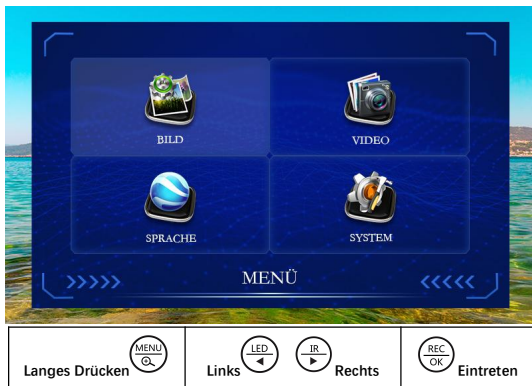 BILD
VIDEO
SPRACHE
SYSTEM
MENÜ
Langes Drücken MENU
Links LED IR Rechts
REC OK Eintreten